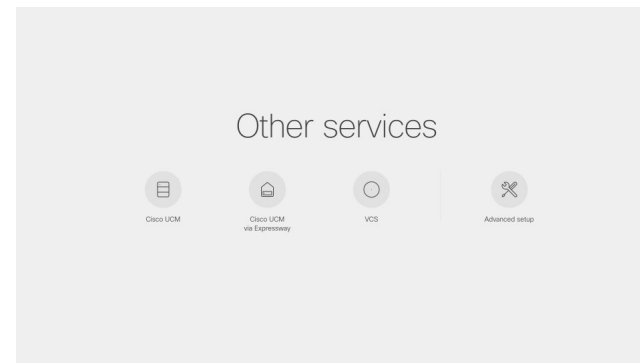 Other services
Cisco UCM
Cisco UCM
via Expressway
VCS
Advanced setup